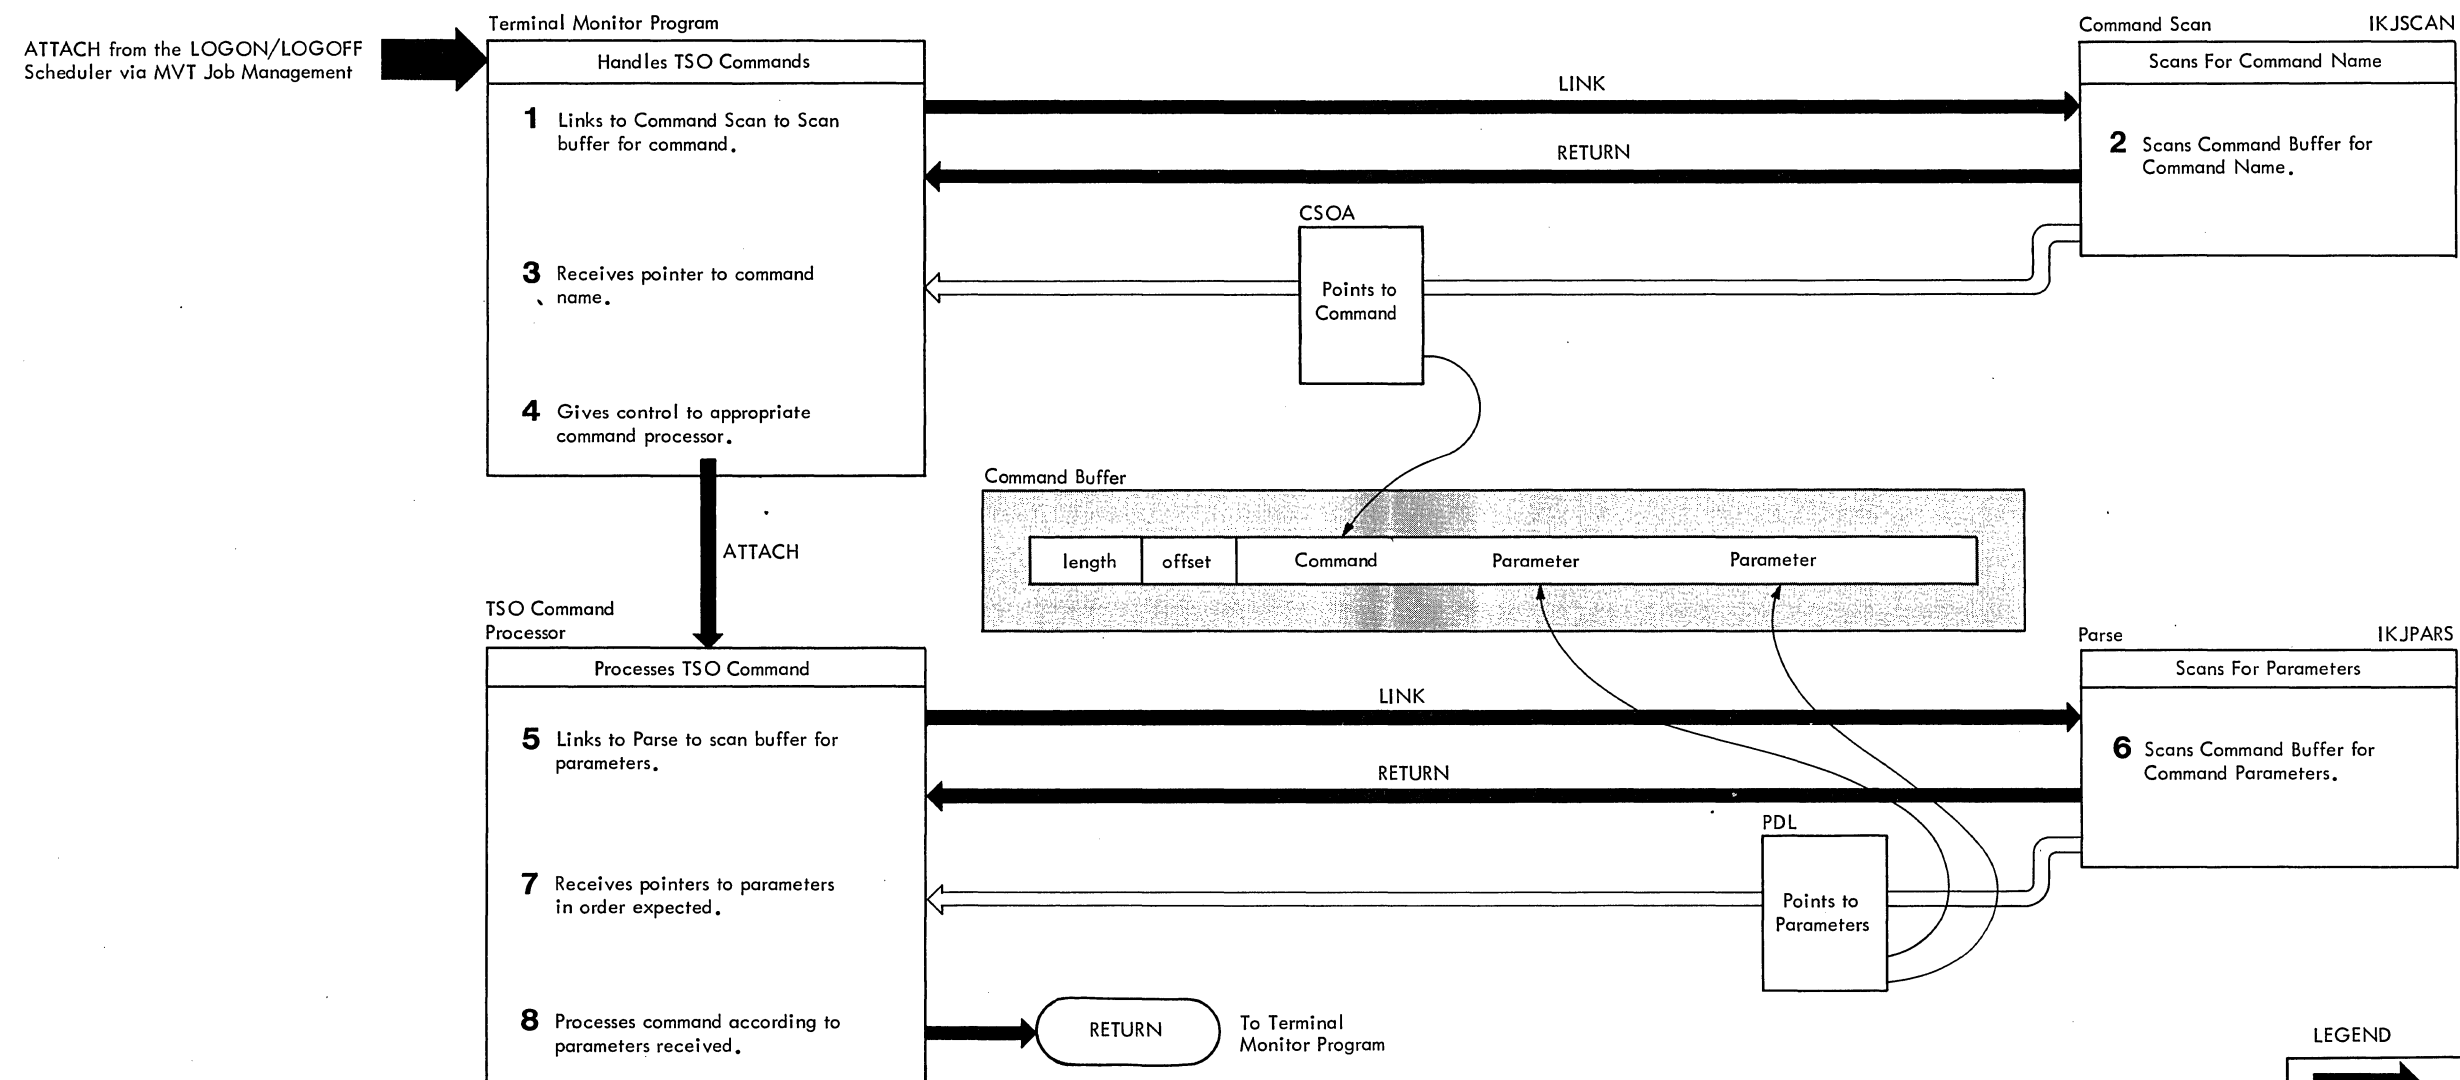 Terminal Monitor Program
ATTACH from the LOGON/LOGOFF
Scheduler via MVT Job Management
Handles TSO Commands
1 Links to Command Scan to Scan
buffer for command.
3 Receives pointer to command
name.
4 Gives control to appropriate
command processor.
LINK
RETURN
Command Scan IKJSCAN
Scans For Command Name
2 Scans Command Buffer for
Command Name.
CSOA
Points to
Command
Command Buffer
length offset Command Parameter Parameter
ATTACH
TSO Command
Processor
Processes TSO Command
5 Links to Parse to scan buffer for
parameters.
7 Receives pointers to parameters
in order expected.
8 Processes command according to
parameters received.
LINK
RETURN
Parse IKJPARS
Scans For Parameters
6 Scans Command Buffer for
Command Parameters.
PDL
Points to
Parameters
RETURN
To Terminal
Monitor Program
LEGEND